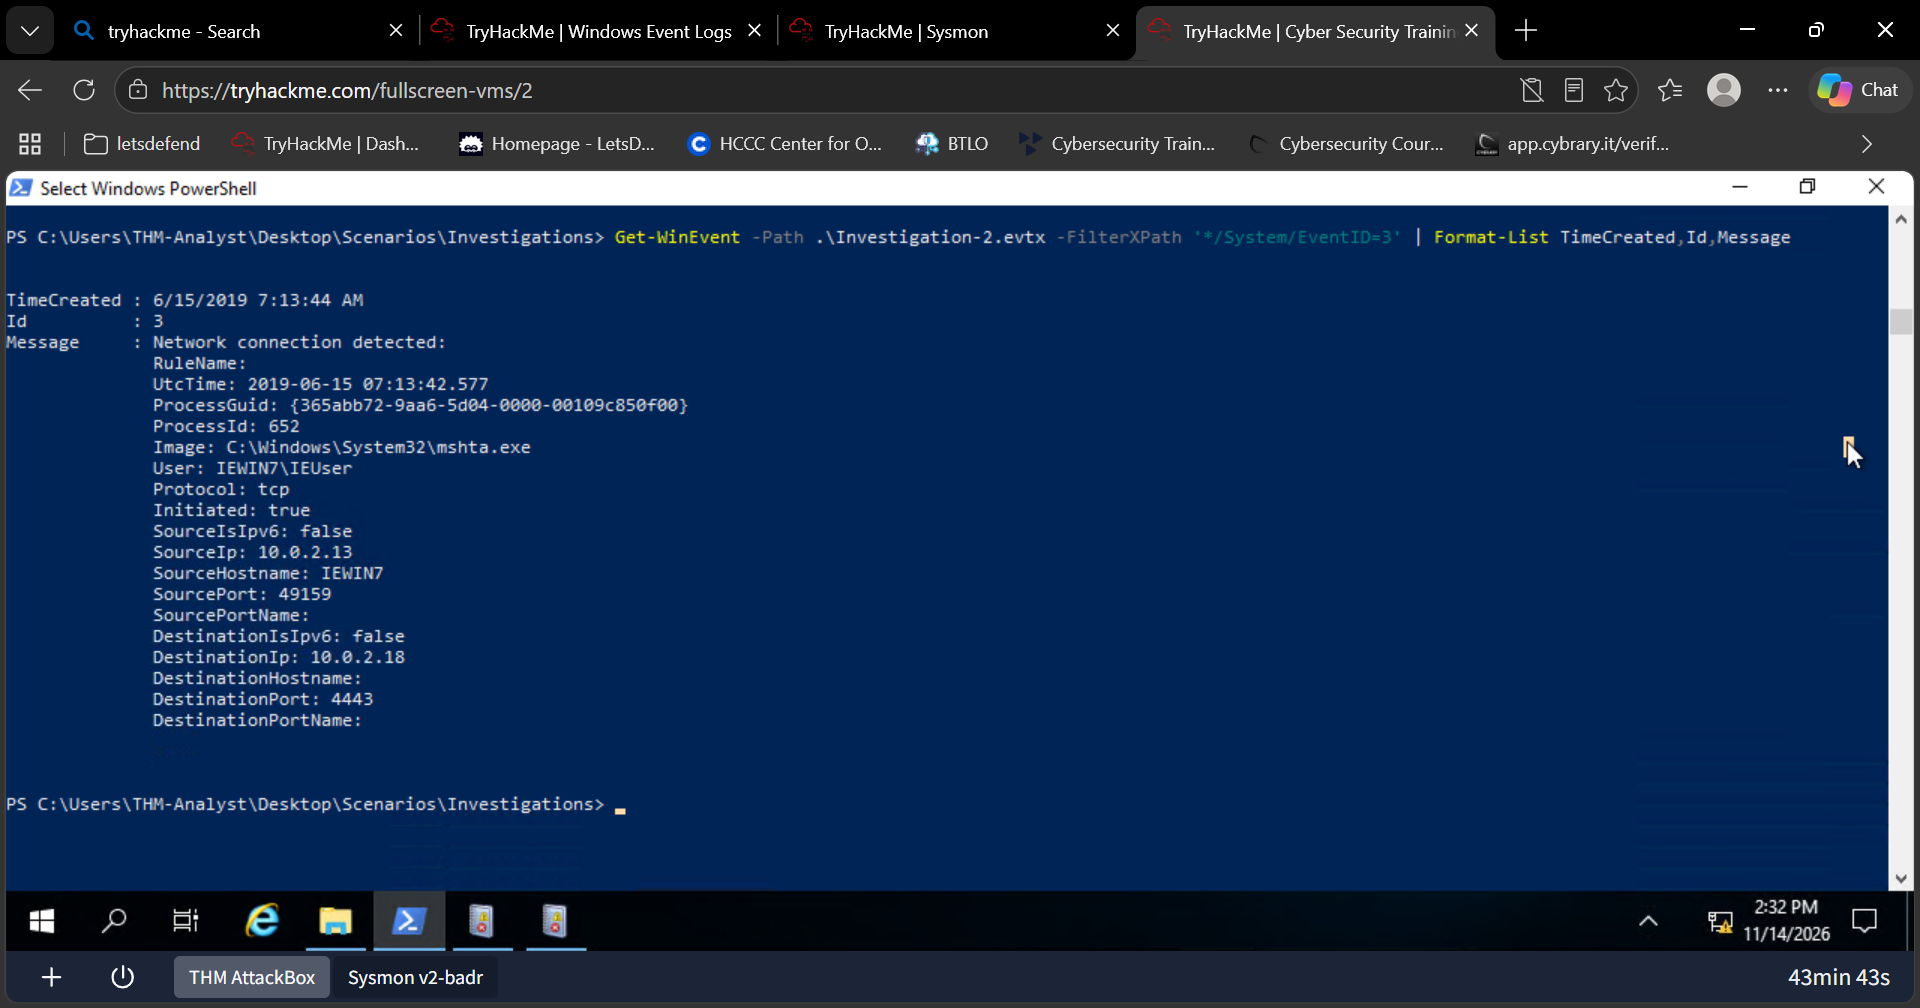 tryhackme - Search
TryHackMe | Windows Event Logs
TryHackMe | Sysmon
TryHackMe | Cyber Security Trainin
https://tryhackme.com/fullscreen-vms/2
Chat
letsdefend
TryHackMe | Dash...
Homepage - LetsD...
HCCC Center for O...
BTLO
Cybersecurity Train...
Cybersecurity Cour...
app.cybrary.it/verif...
Select Windows PowerShell
PS C:\Users\THM-Analyst\Desktop\Scenarios\Investigations> Get-WinEvent -Path .\Investigation-2.evtx -FilterXPath '*/System/EventID=3' | Format-List TimeCreated,Id,Message
TimeCreated : 6/15/2019 7:13:44 AM
Id : 3
Message : Network connection detected:
RuleName:
UtcTime: 2019-06-15 07:13:42.577
ProcessGuid: {365abb72-9aa6-5d04-0000-00109c850f00}
ProcessId: 652
Image: C:\Windows\System32\mshta.exe
User: IEWIN7\IEUser
Protocol: tcp
Initiated: true
SourceIsIpv6: false
SourceIp: 10.0.2.13
SourceHostname: IEWIN7
SourcePort: 49159
SourcePortName:
DestinationIsIpv6: false
DestinationIp: 10.0.2.18
DestinationHostname:
DestinationPort: 4443
DestinationPortName:
PS C:\Users\THM-Analyst\Desktop\Scenarios\Investigations>
2:32 PM
11/14/2026
THM AttackBox
Sysmon v2-badr
43min 43s